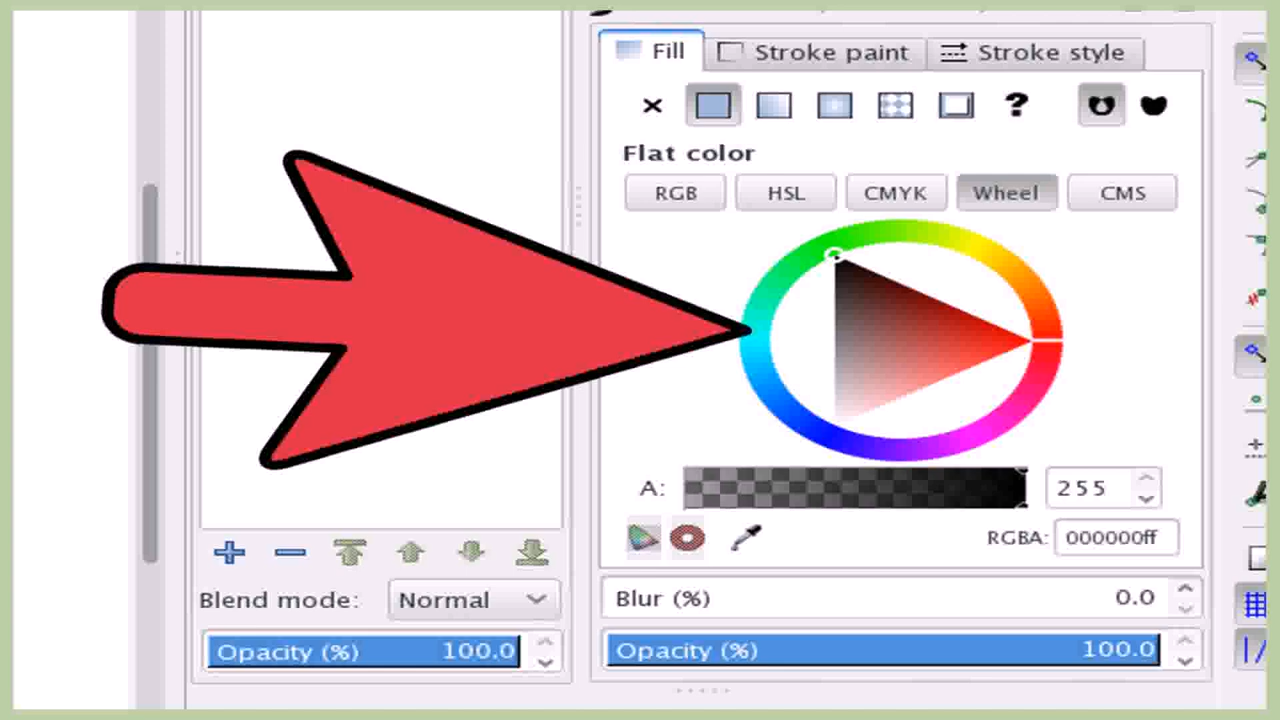 Fill Stroke paint Stroke style
?
Flat color
RGB HSL CMYK Wheel CMS
A: 255
RGBA: 000000ff
Blend mode: Normal
Blur (%) 0.0
Opacity (%) 100.0
Opacity (%) 100.0